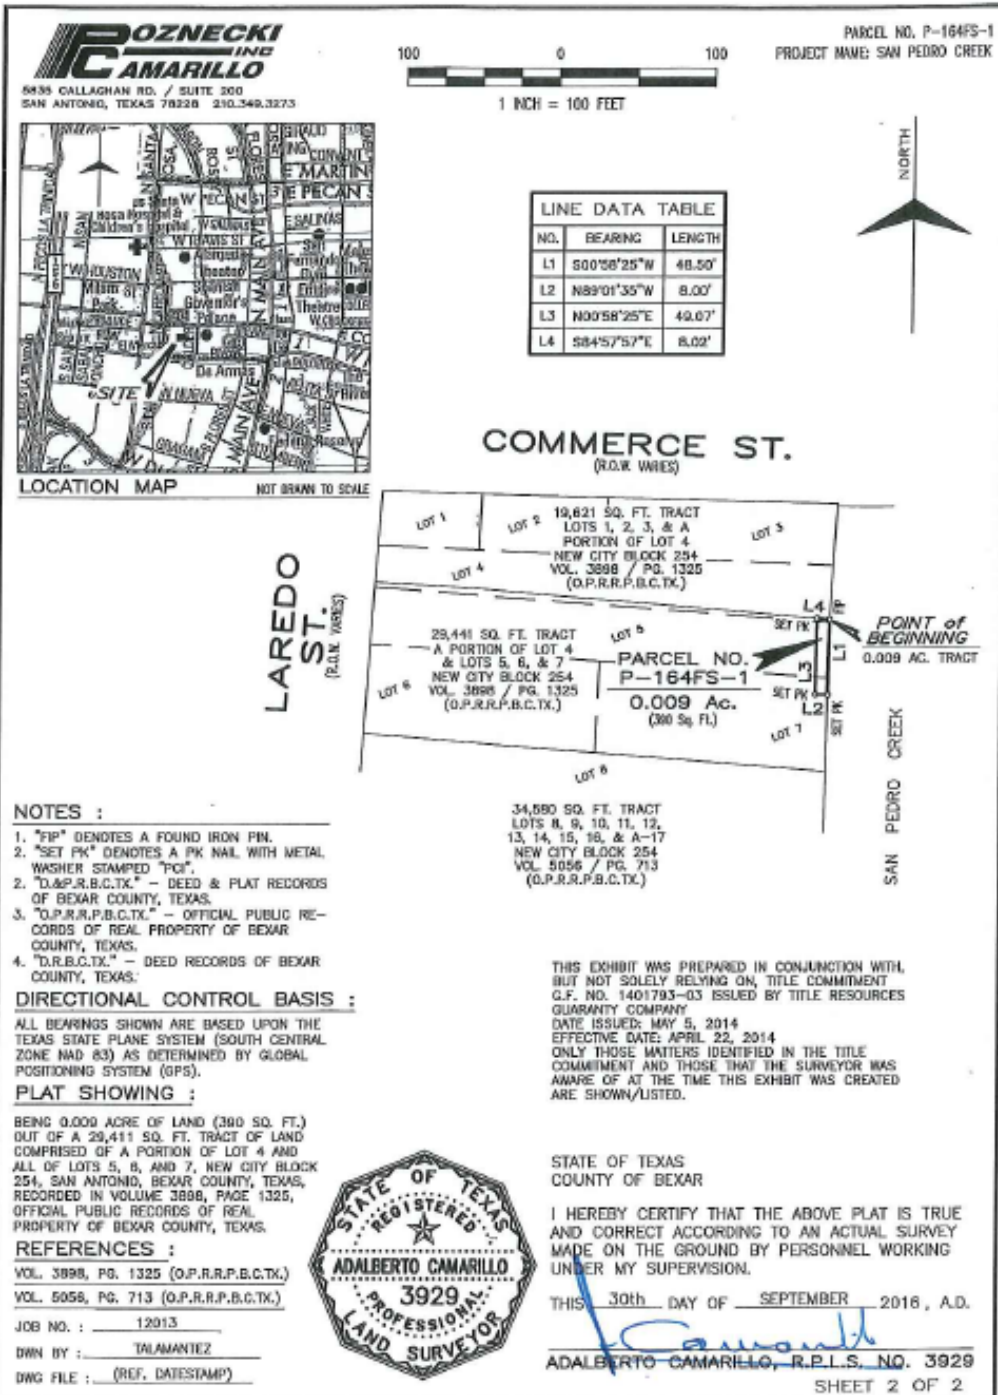 POZNECKI
INC
CAMARILLO
5835 CALLAGHAN RD. / SUITE 200
SAN ANTONIO, TEXAS 78228 210.349.3273
100 0 100
1 INCH = 100 FEET
PARCEL NO. P-164FS-1
PROJECT NAME: SAN PEDRO CREEK
NORTH
LINE DATA TABLE
NO. BEARING LENGTH
L1 S00°58'25"W 48.50'
L2 N89°01'35"W 8.00'
L3 N00°58'25"E 49.07'
L4 S84°57'57"E 8.02'
MARTIN
E PECAN
W PECAN ST
E SALINAS
W TRAVIS ST
W HOUSTON
Milam
Park
Spanish
Governor's
Theatre
De Armas
N MAIN AVE
SITE
LOCATION MAP NOT DRAWN TO SCALE
COMMERCE ST.
(R.O.W. VARIES)
LAREDO
ST.
(R.O.W. VARIES)
LOT 1
LOT 2
LOT 3
19,621 SQ. FT. TRACT
LOTS 1, 2, 3, & A
PORTION OF LOT 4
NEW CITY BLOCK 254
VOL. 3898 / PG. 1325
(O.P.R.R.P.B.C.TX.)
LOT 4
29,441 SQ. FT. TRACT
A PORTION OF LOT 4
& LOTS 5, 6, & 7
NEW CITY BLOCK 254
VOL. 3898 / PG. 1325
(O.P.R.R.P.B.C.TX.)
LOT 5
LOT 6
PARCEL NO.
P-164FS-1
0.009 Ac.
(390 Sq. Ft.)
L4
FIP
SET PK
L3
L1
SET PK
L2
SET PK
POINT of
BEGINNING
0.009 AC. TRACT
LOT 7
LOT 8
SAN PEDRO CREEK
34,580 SQ. FT. TRACT
LOTS 8, 9, 10, 11, 12,
13, 14, 15, 16, & A-17
NEW CITY BLOCK 254
VOL. 5056 / PG. 713
(O.P.R.R.P.B.C.TX.)
NOTES :
1. "FIP" DENOTES A FOUND IRON PIN.
2. "SET PK" DENOTES A PK NAIL WITH METAL
WASHER STAMPED "PCI".
2. "D.&P.R.B.C.TX." – DEED & PLAT RECORDS
OF BEXAR COUNTY, TEXAS.
3. "O.P.R.R.P.B.C.TX." – OFFICIAL PUBLIC RE-
CORDS OF REAL PROPERTY OF BEXAR
COUNTY, TEXAS.
4. "D.R.B.C.TX." – DEED RECORDS OF BEXAR
COUNTY, TEXAS.
DIRECTIONAL CONTROL BASIS :
ALL BEARINGS SHOWN ARE BASED UPON THE
TEXAS STATE PLANE SYSTEM (SOUTH CENTRAL
ZONE NAD 83) AS DETERMINED BY GLOBAL
POSITIONING SYSTEM (GPS).
PLAT SHOWING :
BEING 0.009 ACRE OF LAND (390 SQ. FT.)
OUT OF A 29,411 SQ. FT. TRACT OF LAND
COMPRISED OF A PORTION OF LOT 4 AND
ALL OF LOTS 5, 6, AND 7, NEW CITY BLOCK
254, SAN ANTONIO, BEXAR COUNTY, TEXAS,
RECORDED IN VOLUME 3898, PAGE 1325,
OFFICIAL PUBLIC RECORDS OF REAL
PROPERTY OF BEXAR COUNTY, TEXAS.
REFERENCES :
VOL. 3898, PG. 1325 (O.P.R.R.P.B.C.TX.)
VOL. 5056, PG. 713 (O.P.R.R.P.B.C.TX.)
JOB NO. : 12013
DWN BY : TALAMANTEZ
DWG FILE : (REF. DATESTAMP)
STATE OF TEXAS
REGISTERED
ADALBERTO CAMARILLO
3929
PROFESSIONAL
LAND SURVEYOR
THIS EXHIBIT WAS PREPARED IN CONJUNCTION WITH,
BUT NOT SOLELY RELYING ON, TITLE COMMITMENT
G.F. NO. 1401793-03 ISSUED BY TITLE RESOURCES
GUARANTY COMPANY
DATE ISSUED: MAY 5, 2014
EFFECTIVE DATE: APRIL 22, 2014
ONLY THOSE MATTERS IDENTIFIED IN THE TITLE
COMMITMENT AND THOSE THAT THE SURVEYOR WAS
AWARE OF AT THE TIME THIS EXHIBIT WAS CREATED
ARE SHOWN/LISTED.
STATE OF TEXAS
COUNTY OF BEXAR
I HEREBY CERTIFY THAT THE ABOVE PLAT IS TRUE
AND CORRECT ACCORDING TO AN ACTUAL SURVEY
MADE ON THE GROUND BY PERSONNEL WORKING
UNDER MY SUPERVISION.
THIS 30th DAY OF SEPTEMBER 2016, A.D.
ADALBERTO CAMARILLO, R.P.L.S. NO. 3929
SHEET 2 OF 2